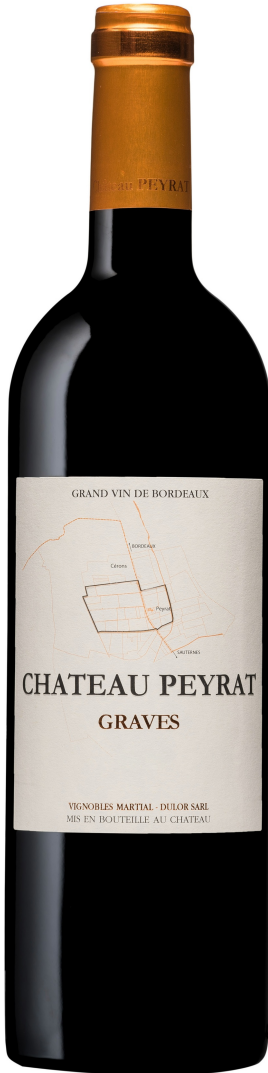 PEYRAT
GRAND VIN DE BORDEAUX
BORDEAUX
Cérons
Peyrat
SAUTERNES
CHATEAU PEYRAT
GRAVES
VIGNOBLES MARTIAL - DULOR SARL
MIS EN BOUTEILLE AU CHATEAU